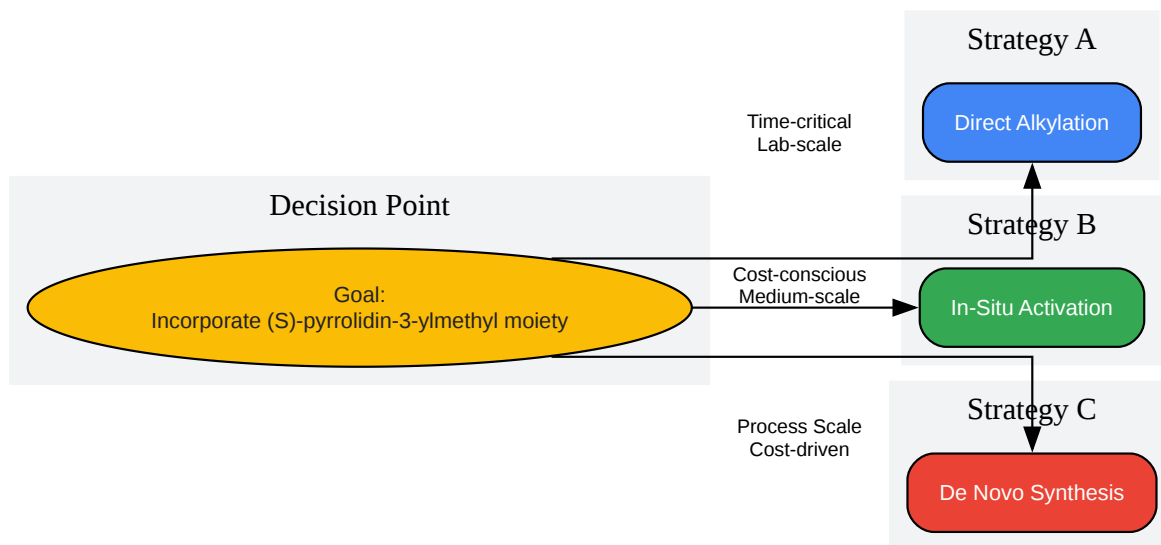 Strategy A
Direct Alkylation
Time-critical
Lab-scale
Decision Point
Goal:
Incorporate (S)-pyrrolidin-3-ylmethyl moiety
Strategy B
Cost-conscious
Medium-scale
In-Situ Activation
Strategy C
Process Scale
Cost-driven
De Novo Synthesis